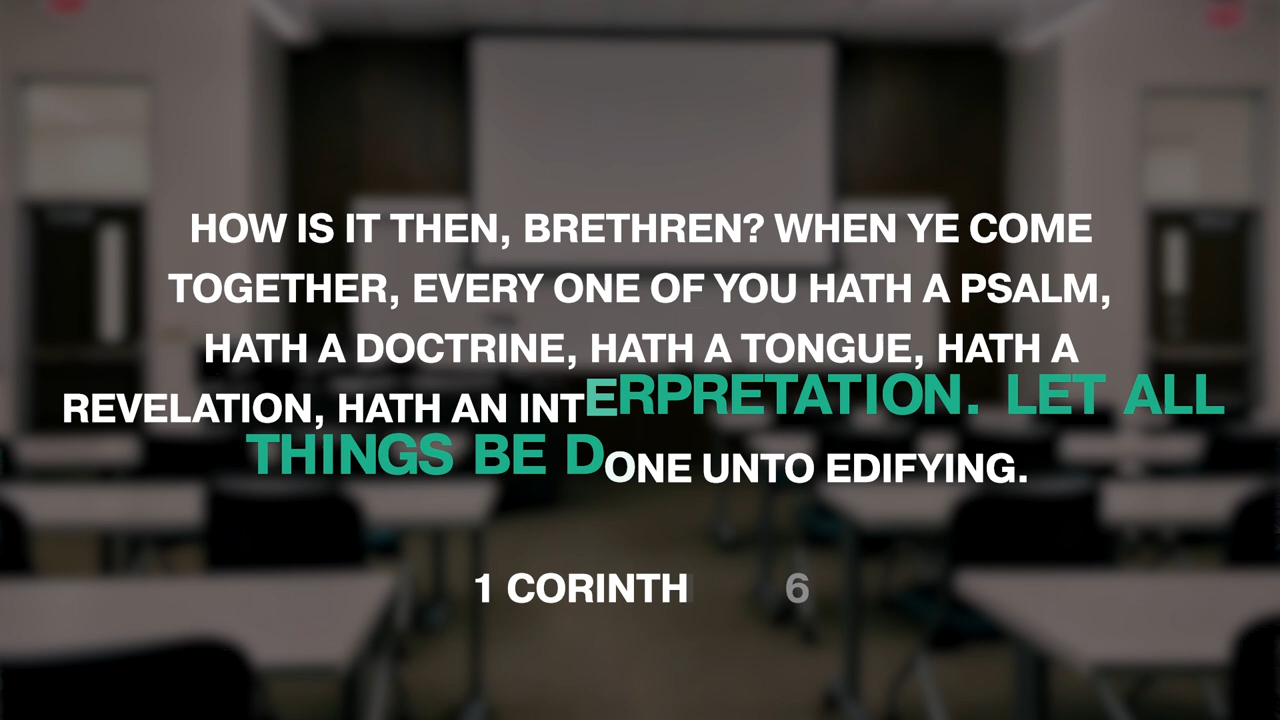 HOW IS IT THEN, BRETHREN? WHEN YE COME
TOGETHER, EVERY ONE OF YOU HATH A PSALM,
HATH A DOCTRINE, HATH A TONGUE, HATH A
REVELATION, HATH AN INTERPRETATION. LET ALL
THINGS BE DONE UNTO EDIFYING.
1 CORINTH 6